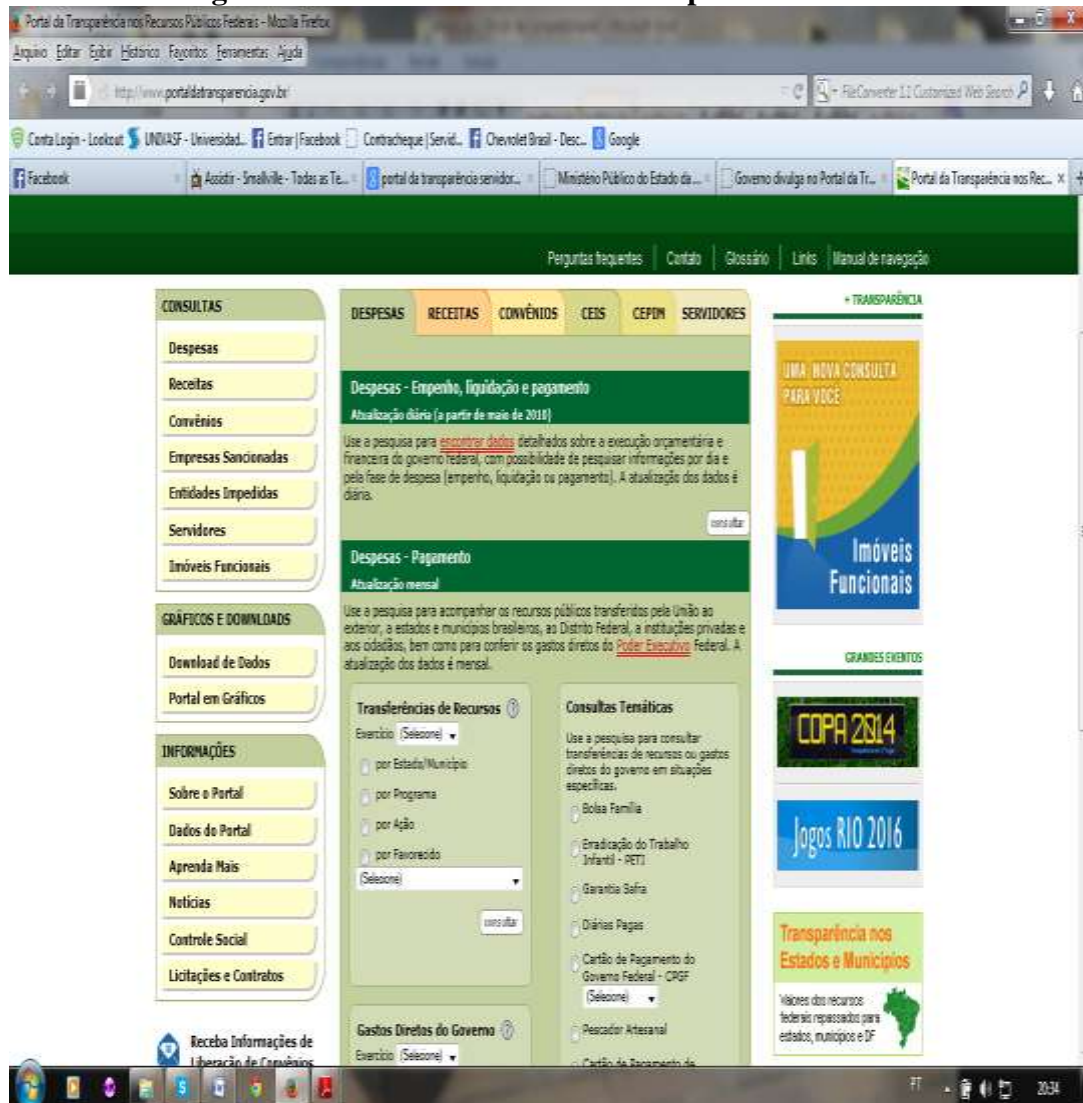 Portal da Transparência nos Recursos Públicos Federais - Mozilla Firefox
Arquivo Editar Exibir Histórico Favoritos Ferramentas Ajuda
http://www.portaldatransparencia.gov.br
FileConverter 1.2 Customized Web Search
Conta Login - Lookout UNIVASF - Universidad... Entrar | Facebook Contracheque | Servid... Chevrolet Brasil - Desc... Google
Facebook Assistir - Smallville - Todas as Te... portal da transparência servidor... Ministério Público do Estado da ... Governo divulga no Portal da Tr... Portal da Transparência nos Rec...
Perguntas frequentes | Contato | Glossário | Links | Manual de navegação
CONSULTAS
Despesas
Receitas
Convênios
Empresas Sancionadas
Entidades Impedidas
Servidores
Imóveis Funcionais
GRÁFICOS E DOWNLOADS
Download de Dados
Portal em Gráficos
INFORMAÇÕES
Sobre o Portal
Dados do Portal
Aprenda Mais
Notícias
Controle Social
Licitações e Contratos
Receba Informações de
Liberação de Convênios
DESPESAS RECEITAS CONVÊNIOS CEIS CEPIM SERVIDORES
Despesas - Empenho, liquidação e pagamento
Atualização diária (a partir de maio de 2010)
Use a pesquisa para encontrar dados detalhados sobre a execução orçamentária e
financeira do governo federal, com possibilidade de pesquisar informações por dia e
pela fase de despesa (empenho, liquidação ou pagamento). A atualização dos dados é
diária.
consultar
Despesas - Pagamento
Atualização mensal
Use a pesquisa para acompanhar os recursos públicos transferidos pela União ao
exterior, a estados e municípios brasileiros, ao Distrito Federal, a instituições privadas e
aos cidadãos, bem como para conferir os gastos diretos do Poder Executivo Federal. A
atualização dos dados é mensal.
Transferências de Recursos
Exercício (Selecione)
por Estado/Município
por Programa
por Ação
por Favorecido
(Selecione)
consultar
Gastos Diretos do Governo
Exercício (Selecione)
Consultas Temáticas
Use a pesquisa para consultar
transferências de recursos ou gastos
diretos do governo em situações
específicas.
Bolsa Família
Erradicação do Trabalho
Infantil - PETI
Garantia Safra
Diárias Pagas
Cartão de Pagamento do
Governo Federal - CPGF
(Selecione)
Pescador Artesanal
Cartão de Pagamento de
+ TRANSPARÊNCIA
UMA NOVA CONSULTA
PARA VOCÊ
Imóveis
Funcionais
GRANDES EVENTOS
COPA 2014
Jogos RIO 2016
Transparência nos
Estados e Municípios
Valores dos recursos
federais repassados para
estados, municípios e DF
PT
20:34